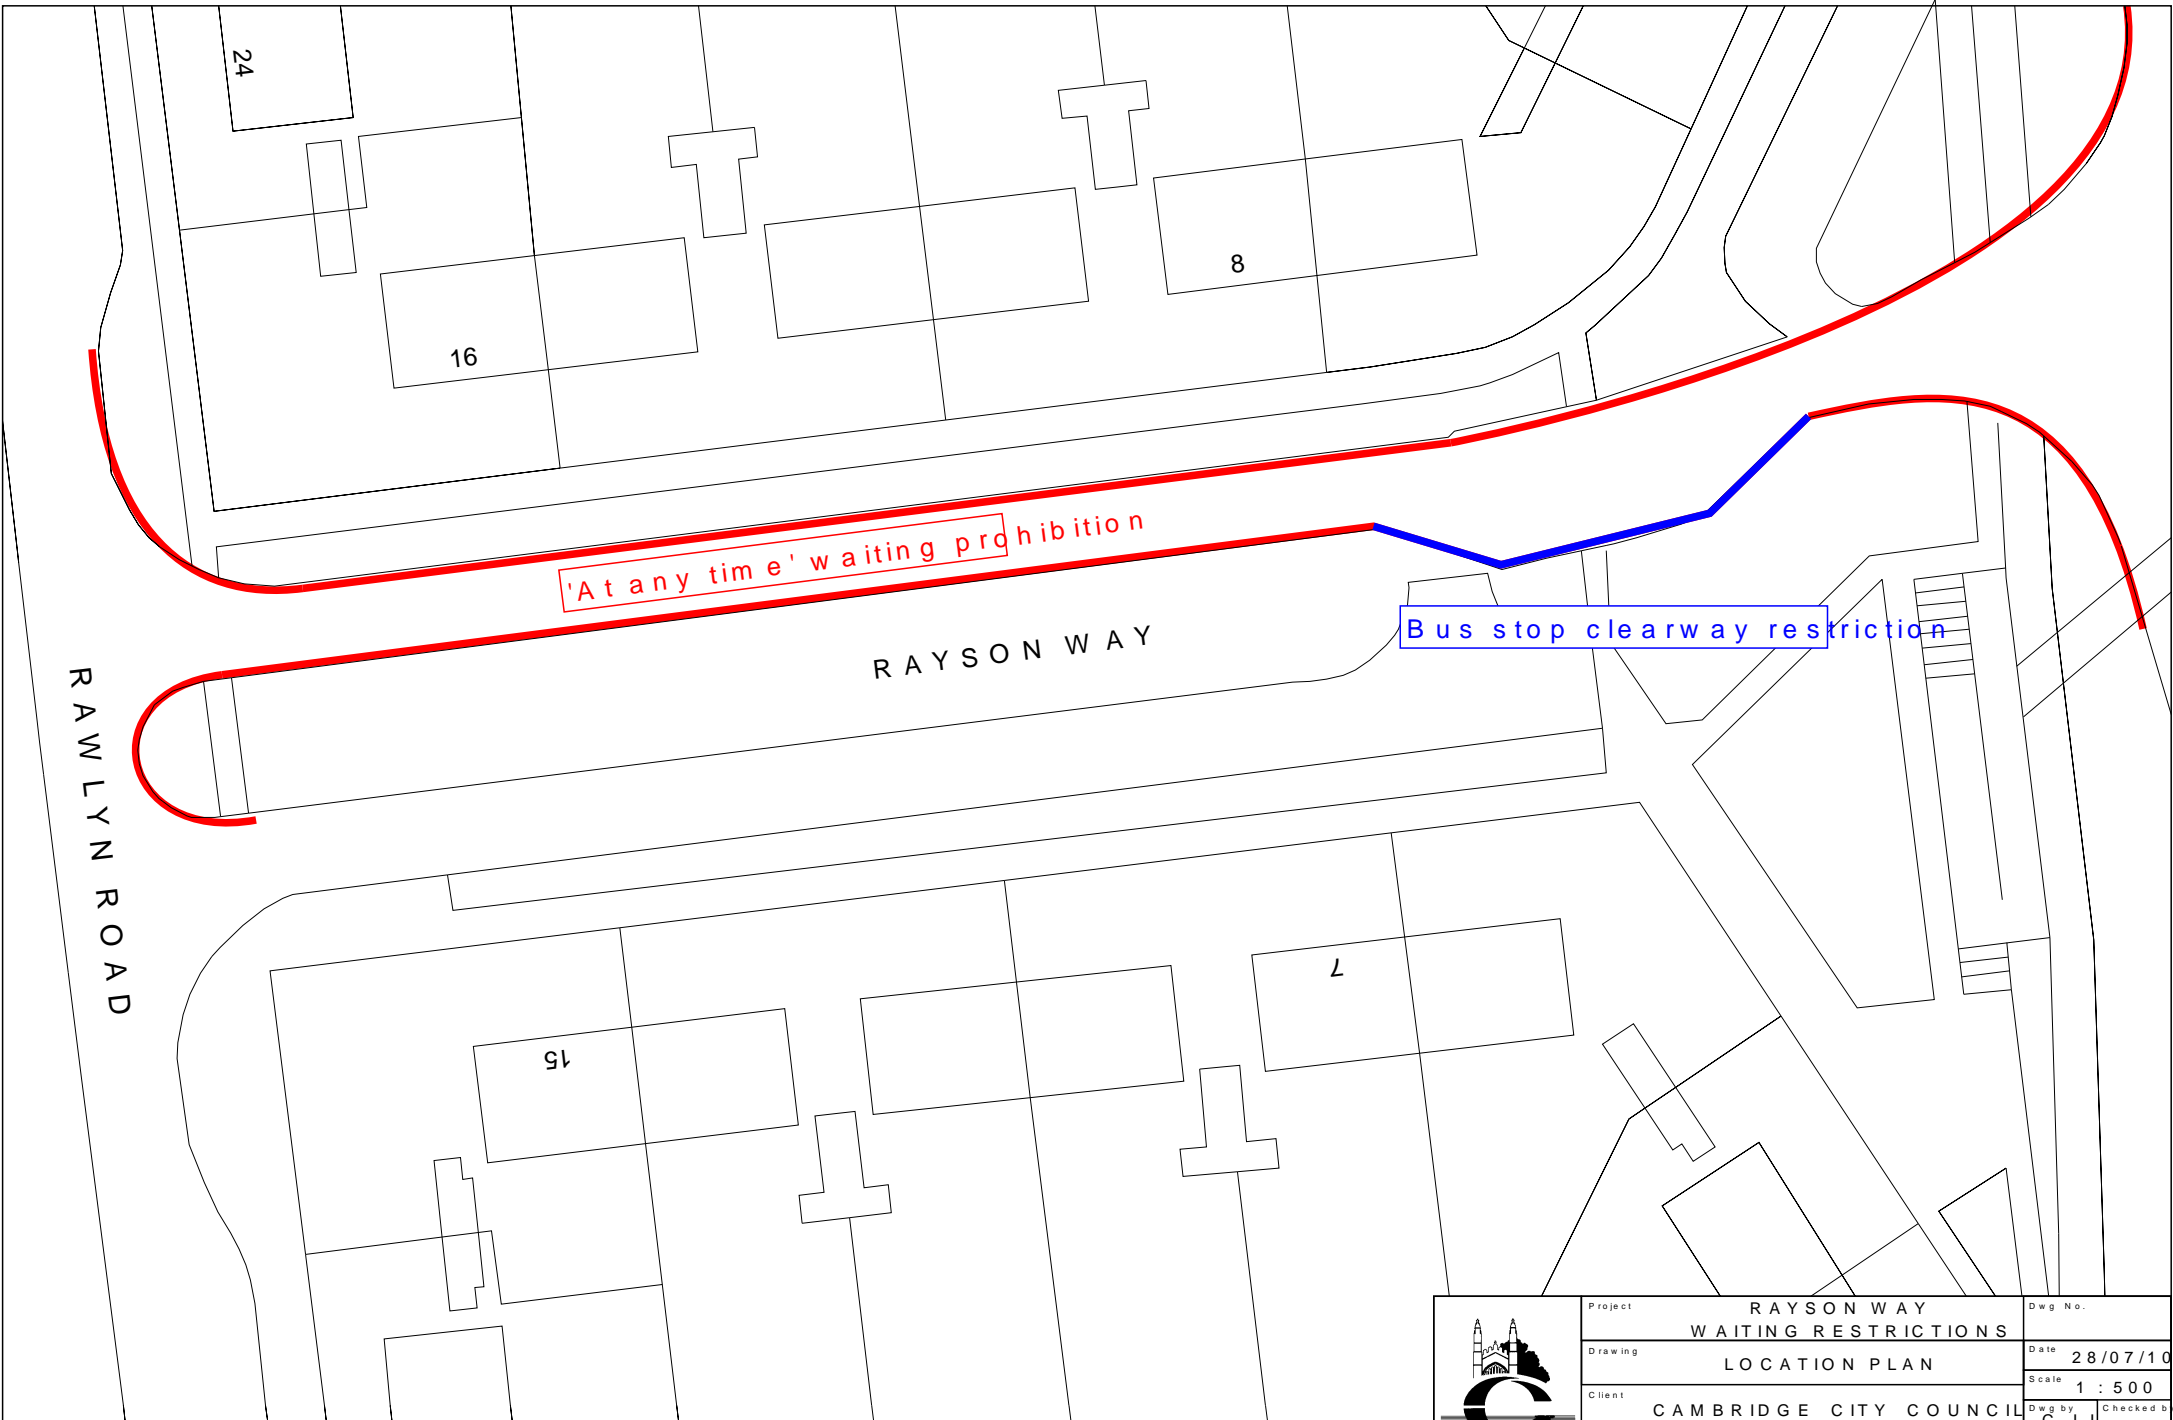 24
8
16
'At any time' waiting prohibition
Bus stop clearway restriction
RAYSON WAY
RAWLYN ROAD
7
15
Project
RAYSON WAY
WAITING RESTRICTIONS
Dwg No.
Drawing
LOCATION PLAN
Date
28/07/10
Scale
1 : 500
Client
CAMBRIDGE CITY COUNCIL
Dwg by
Checked b